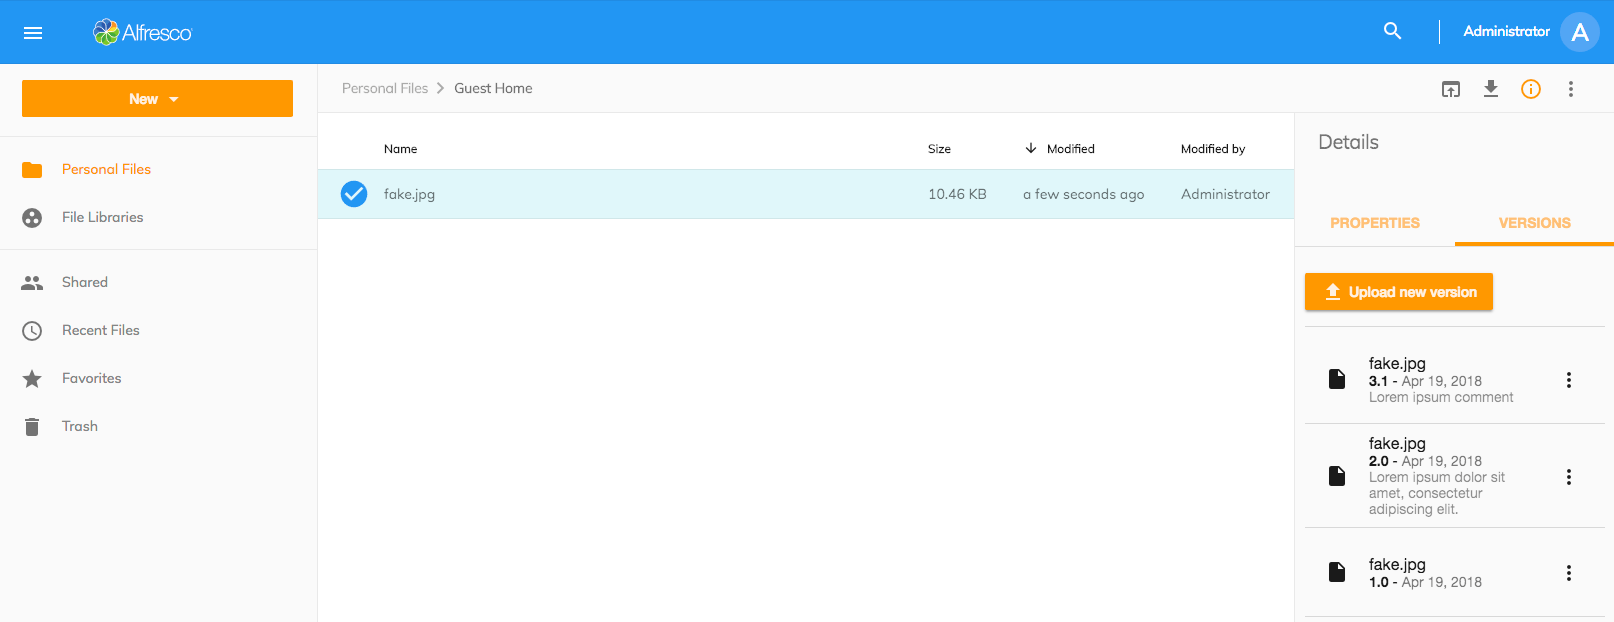 Alfresco
Administrator A
New
Personal Files > Guest Home
Personal Files
File Libraries
Shared
Recent Files
Favorites
Trash
Name Size Modified Modified by
fake.jpg 10.46 KB a few seconds ago Administrator
Details
PROPERTIES VERSIONS
Upload new version
fake.jpg
3.1 - Apr 19, 2018
Lorem ipsum comment
fake.jpg
2.0 - Apr 19, 2018
Lorem ipsum dolor sit
amet, consectetur
adipiscing elit.
fake.jpg
1.0 - Apr 19, 2018